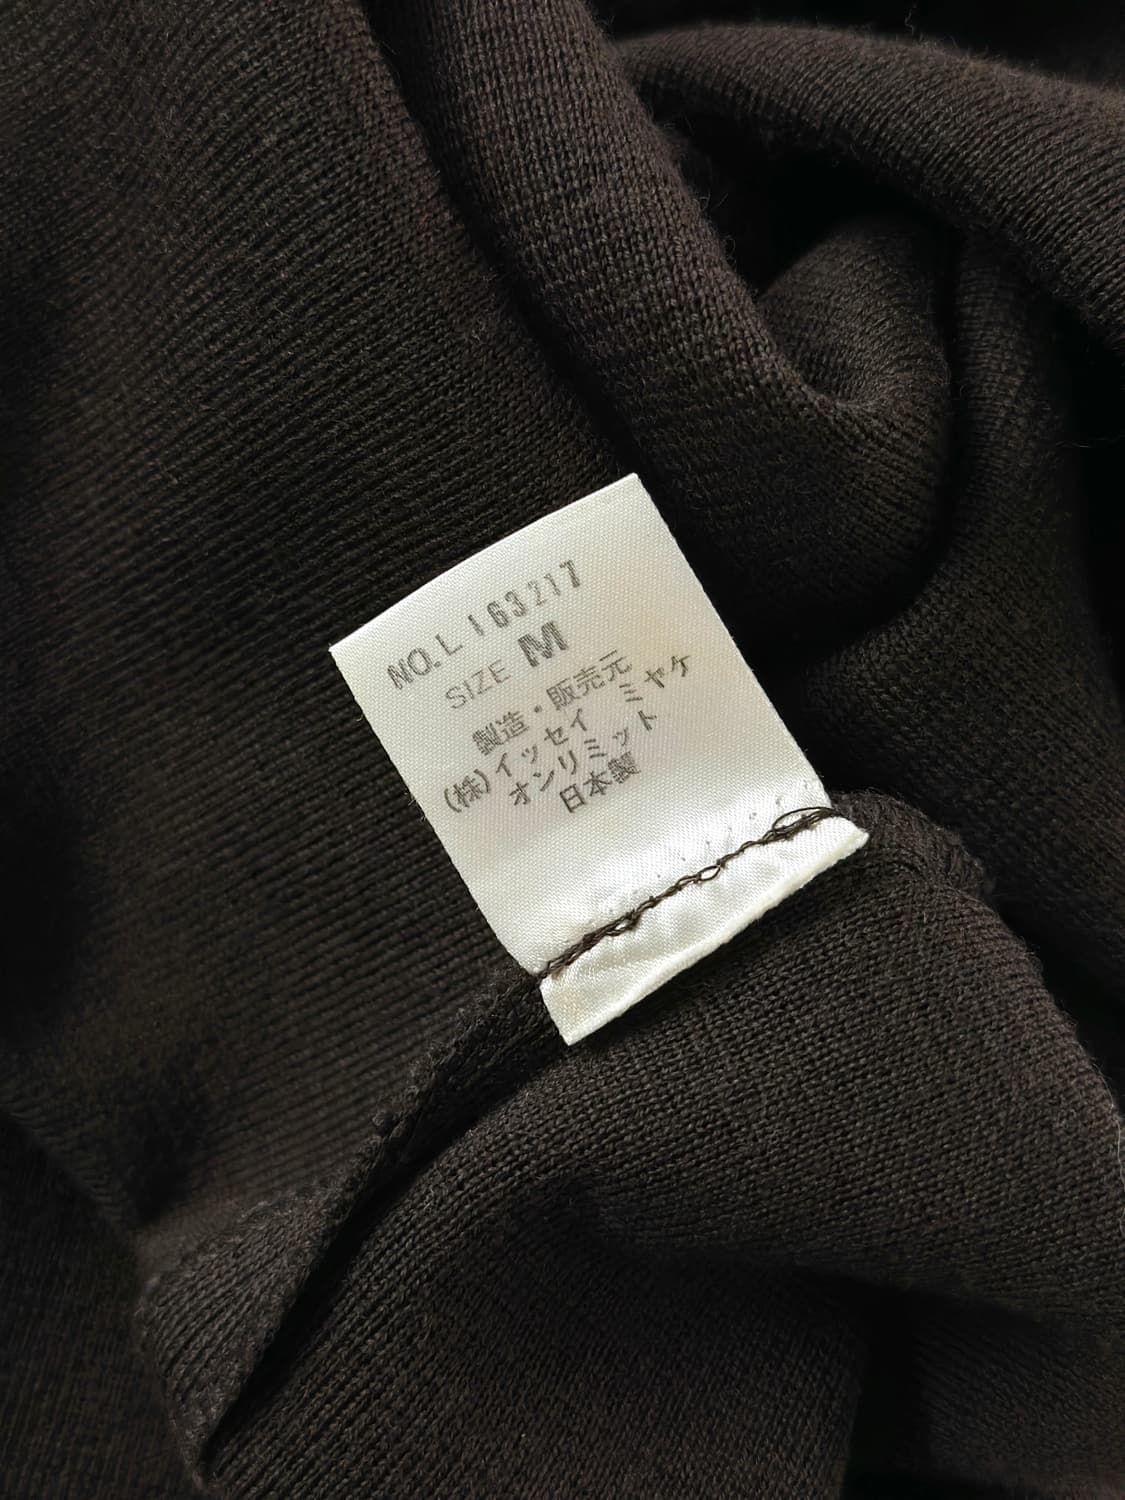 NO.L I 63217
SIZE M
製造・販売元
(株)イッセイ ミヤケ
オンリミット
日本製